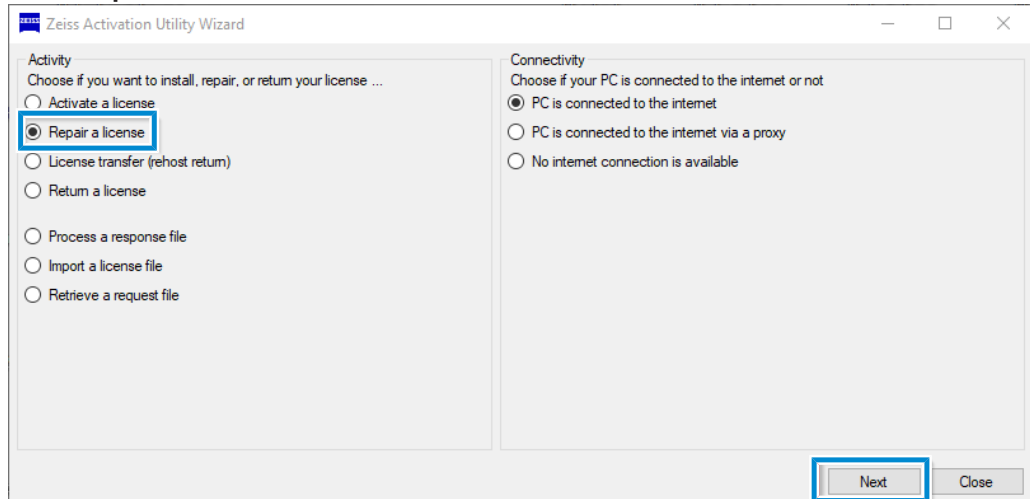 ZEISS Zeiss Activation Utility Wizard
Activity
Choose if you want to install, repair, or return your license ...
Activate a license
Repair a license
License transfer (rehost return)
Return a license
Process a response file
Import a license file
Retrieve a request file
Connectivity
Choose if your PC is connected to the internet or not
PC is connected to the internet
PC is connected to the internet via a proxy
No internet connection is available
Next
Close